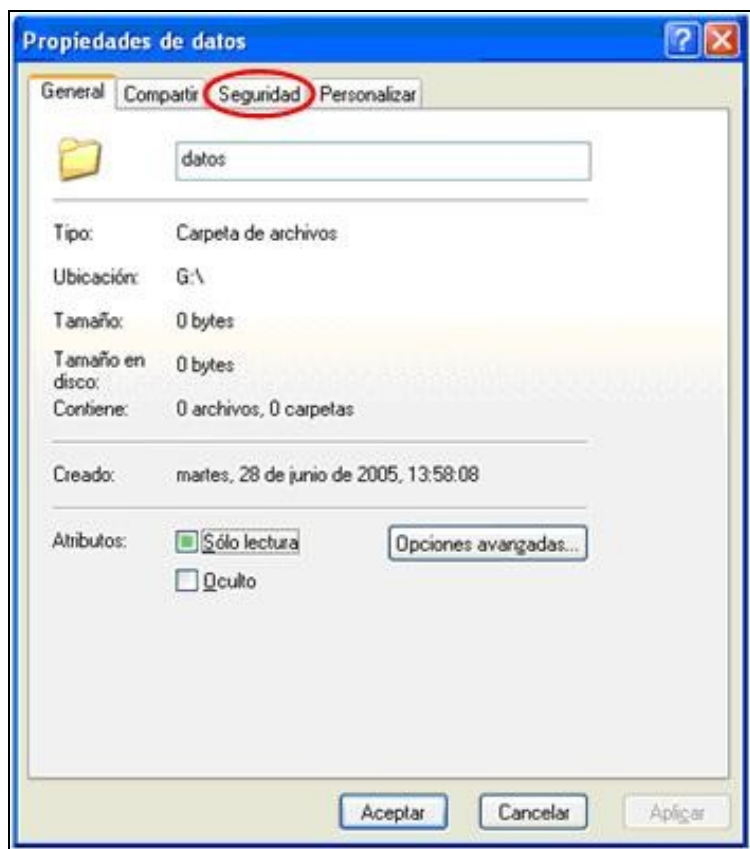 Propiedades de datos
General Compartir Seguridad Personalizar
datos
Tipo: Carpeta de archivos
Ubicación: G:\
Tamaño: 0 bytes
Tamaño en disco: 0 bytes
Contiene: 0 archivos, 0 carpetas
Creado: martes, 28 de junio de 2005, 13:58:08
Atributos: Sólo lectura Opciones avanzadas...
Oculto
Aceptar Cancelar Aplicar